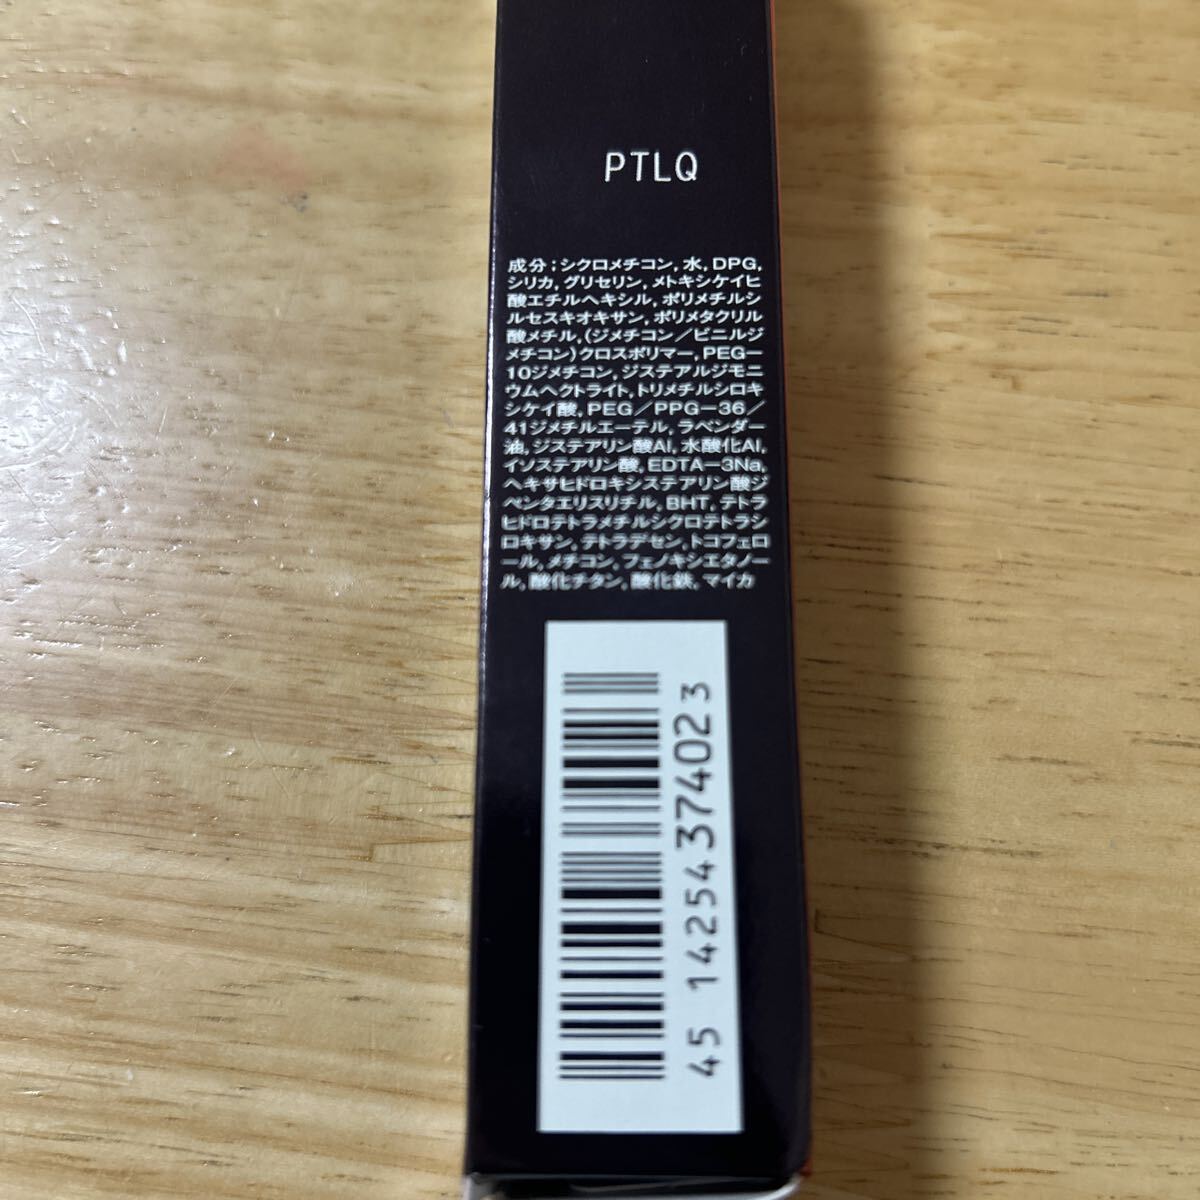 PTLQ
成分；シクロメチコン，水，DPG，
シリカ，グリセリン，メトキシケイヒ
酸エチルヘキシル，ポリメチルシ
ルセスキオキサン，ポリメタクリル
酸メチル，(ジメチコン／ビニルジ
メチコン)クロスポリマー，PEG－
10ジメチコン，ジステアルジモニ
ウムヘクトライト，トリメチルシロキ
シケイ酸，PEG／PPG－36／
41ジメチルエーテル，ラベンダー
油，ジステアリン酸Al，水酸化Al，
イソステアリン酸，EDTA－3Na，
ヘキサヒドロキシステアリン酸ジ
ペンタエリスリチル，BHT，テトラ
ヒドロテトラメチルシクロテトラシ
ロキサン，テトラデセン，トコフェロ
ール，メチコン，フェノキシエタノー
ル，酸化チタン，酸化鉄，マイカ
45 14254 374023